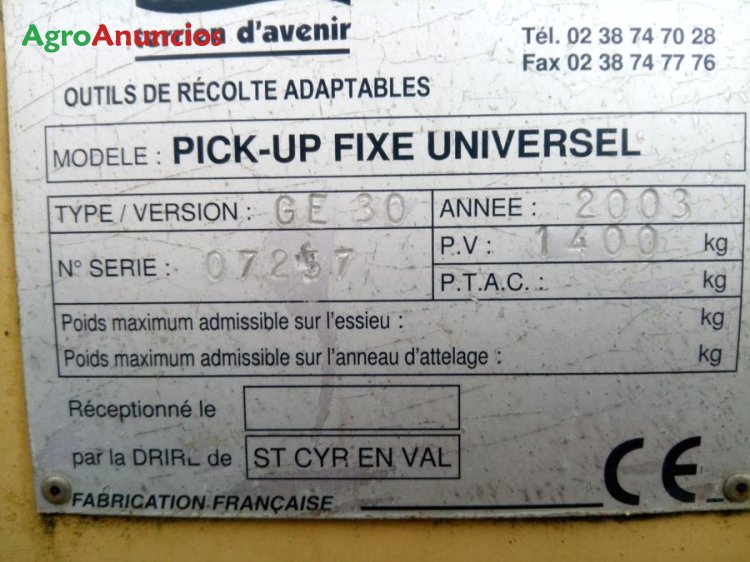 AgroAnuncios
d'avenir
Tél. 02 38 74 70 28
Fax 02 38 74 77 76
OUTILS DE RÉCOLTE ADAPTABLES
MODELE : PICK-UP FIXE UNIVERSEL
TYPE / VERSION : GE 30
ANNEE : 2003
N° SERIE : 07237
P.V : 1400 kg
P.T.A.C. : kg
Poids maximum admissible sur l'essieu : kg
Poids maximum admissible sur l'anneau d'attelage : kg
Réceptionné le
par la DRIRE de ST CYR EN VAL
FABRICATION FRANÇAISE
CE